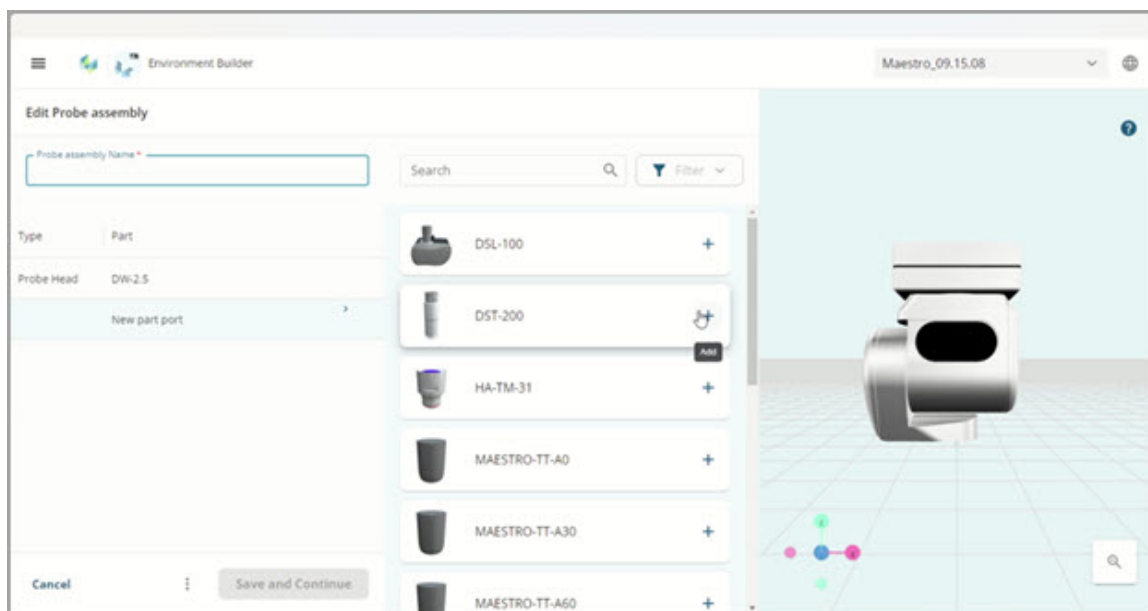 Environment Builder
Maestro_09.15.08
Edit Probe assembly
Probe assembly Name *
Search
Filter
Type Part
Probe Head DW-2.5
New part port
DSL-100
DST-200
Add
HA-TM-31
MAESTRO-TT-A0
MAESTRO-TT-A30
MAESTRO-TT-A60
Cancel
Save and Continue